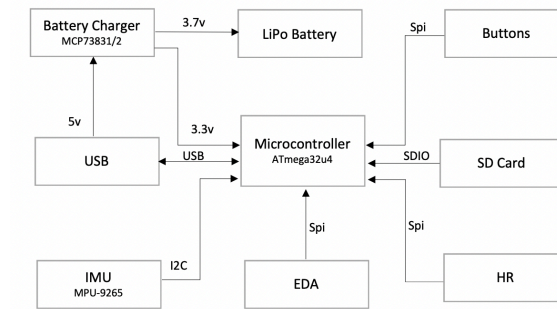 Battery Charger
MCP73831/2
3.7v
LiPo Battery
Spi
Buttons
5v
3.3v
Microcontroller
ATmega32u4
USB
USB
SDIO
SD Card
I2C
Spi
Spi
IMU
MPU-9265
EDA
HR